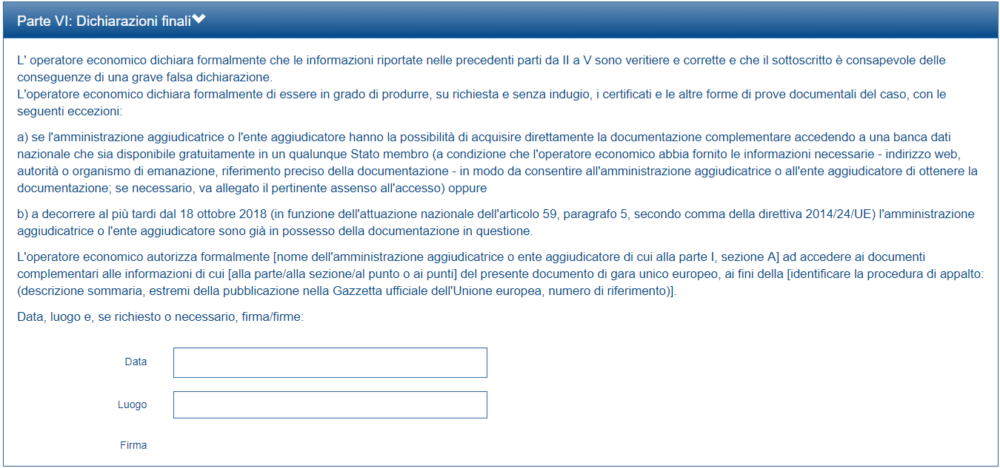 Parte VI: Dichiarazioni finali
L' operatore economico dichiara formalmente che le informazioni riportate nelle precedenti parti da II a V sono veritiere e corrette e che il sottoscritto è consapevole delle
conseguenze di una grave falsa dichiarazione.
L'operatore economico dichiara formalmente di essere in grado di produrre, su richiesta e senza indugio, i certificati e le altre forme di prove documentali del caso, con le
seguenti eccezioni:
a) se l'amministrazione aggiudicatrice o l'ente aggiudicatore hanno la possibilità di acquisire direttamente la documentazione complementare accedendo a una banca dati
nazionale che sia disponibile gratuitamente in un qualunque Stato membro (a condizione che l'operatore economico abbia fornito le informazioni necessarie - indirizzo web,
autorità o organismo di emanazione, riferimento preciso della documentazione - in modo da consentire all'amministrazione aggiudicatrice o all'ente aggiudicatore di ottenere la
documentazione; se necessario, va allegato il pertinente assenso all'accesso) oppure
b) a decorrere al più tardi dal 18 ottobre 2018 (in funzione dell'attuazione nazionale dell'articolo 59, paragrafo 5, secondo comma della direttiva 2014/24/UE) l'amministrazione
aggiudicatrice o l'ente aggiudicatore sono già in possesso della documentazione in questione.
L'operatore economico autorizza formalmente [nome dell'amministrazione aggiudicatrice o ente aggiudicatore di cui alla parte I, sezione A] ad accedere ai documenti
complementari alle informazioni di cui [alla parte/alla sezione/al punto o ai punti] del presente documento di gara unico europeo, ai fini della [identificare la procedura di appalto:
(descrizione sommaria, estremi della pubblicazione nella Gazzetta ufficiale dell'Unione europea, numero di riferimento)].
Data, luogo e, se richiesto o necessario, firma/firme:
Data
Luogo
Firma